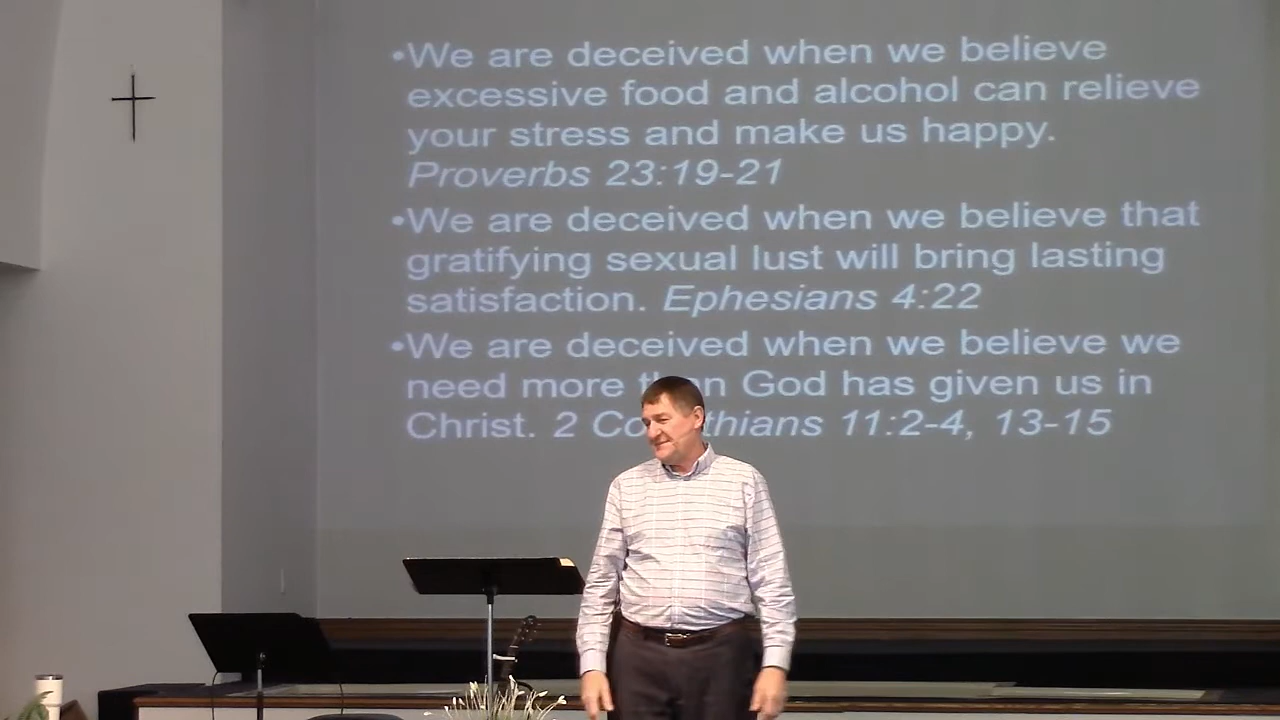 •We are deceived when we believe
excessive food and alcohol can relieve
your stress and make us happy.
Proverbs 23:19-21
•We are deceived when we believe that
gratifying sexual lust will bring lasting
satisfaction. Ephesians 4:22
•We are deceived when we believe we
need more than God has given us in
Christ. 2 Corinthians 11:2-4, 13-15